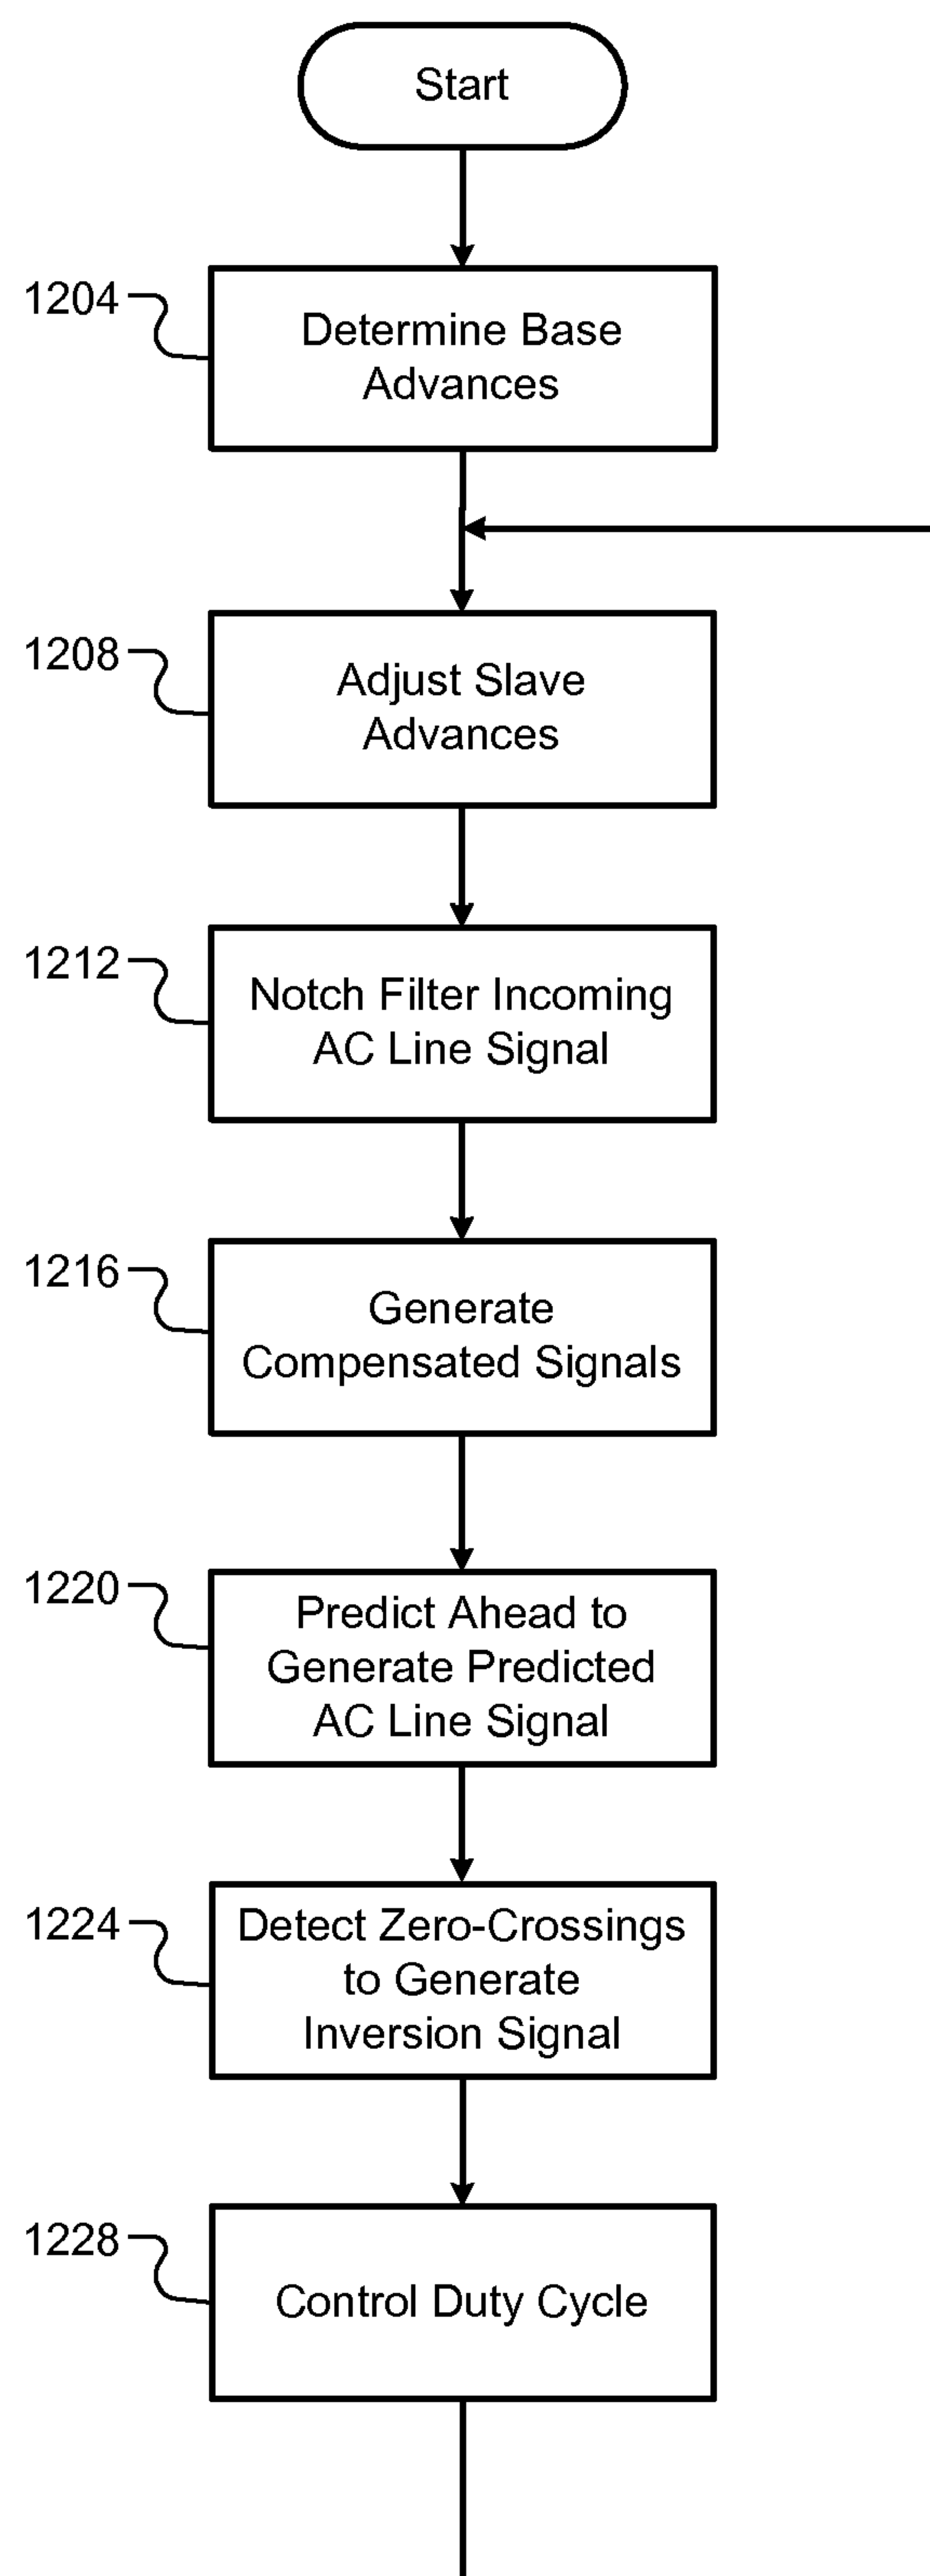 Start
1204
Determine Base
Advances
1208
Adjust Slave
Advances
1212
Notch Filter Incoming
AC Line Signal
1216
Generate
Compensated Signals
1220
Predict Ahead to
Generate Predicted
AC Line Signal
1224
Detect Zero-Crossings
to Generate
Inversion Signal
1228
Control Duty Cycle